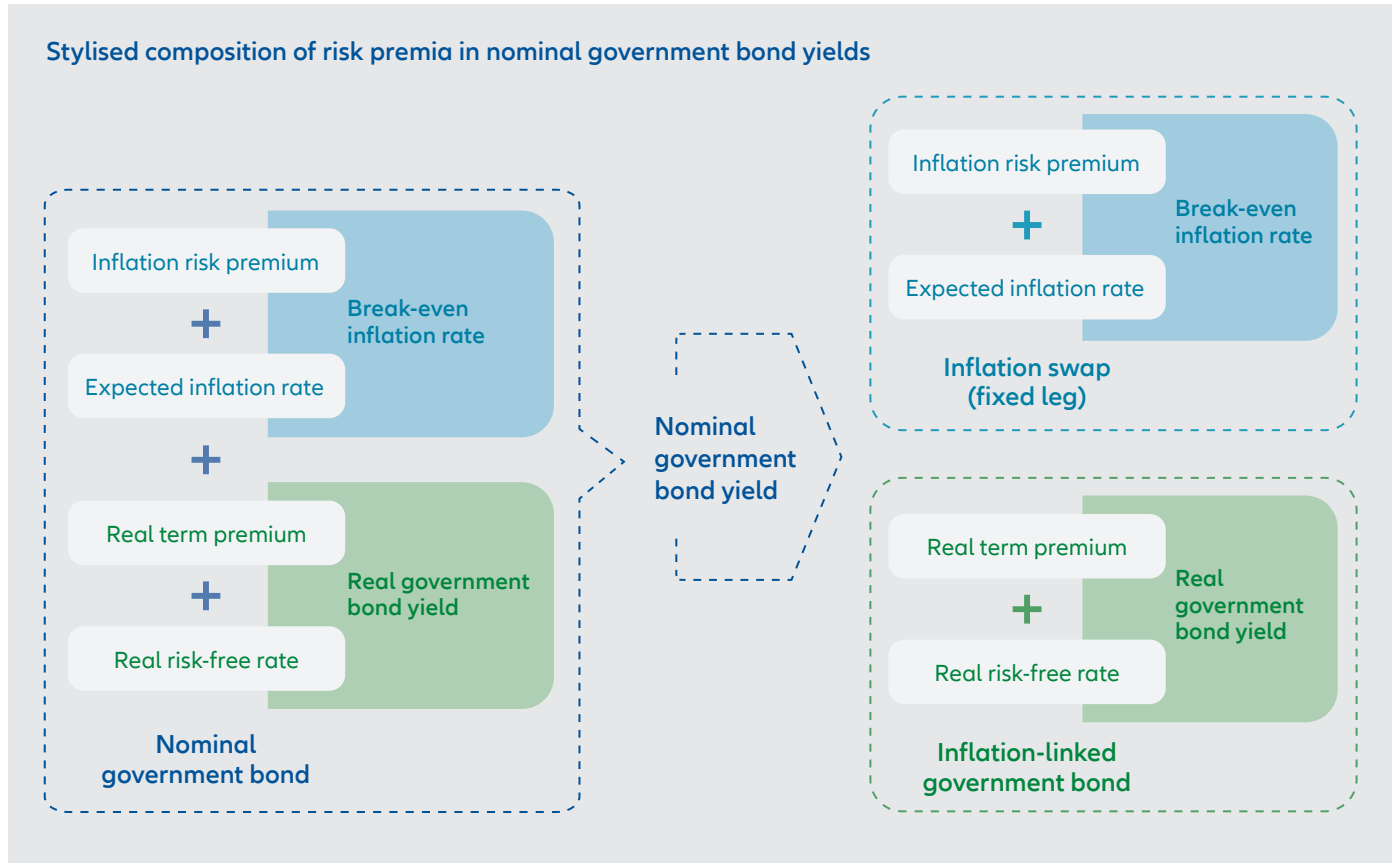 Stylised composition of risk premia in nominal government bond yields
Inflation risk premium
+
Expected inflation rate
Break-even
inflation rate
+
Real term premium
+
Real risk-free rate
Real government
bond yield
Nominal
government bond
Nominal
government
bond yield
Inflation risk premium
+
Expected inflation rate
Break-even
inflation rate
Inflation swap
(fixed leg)
Real term premium
+
Real risk-free rate
Real
government
bond yield
Inflation-linked
government bond